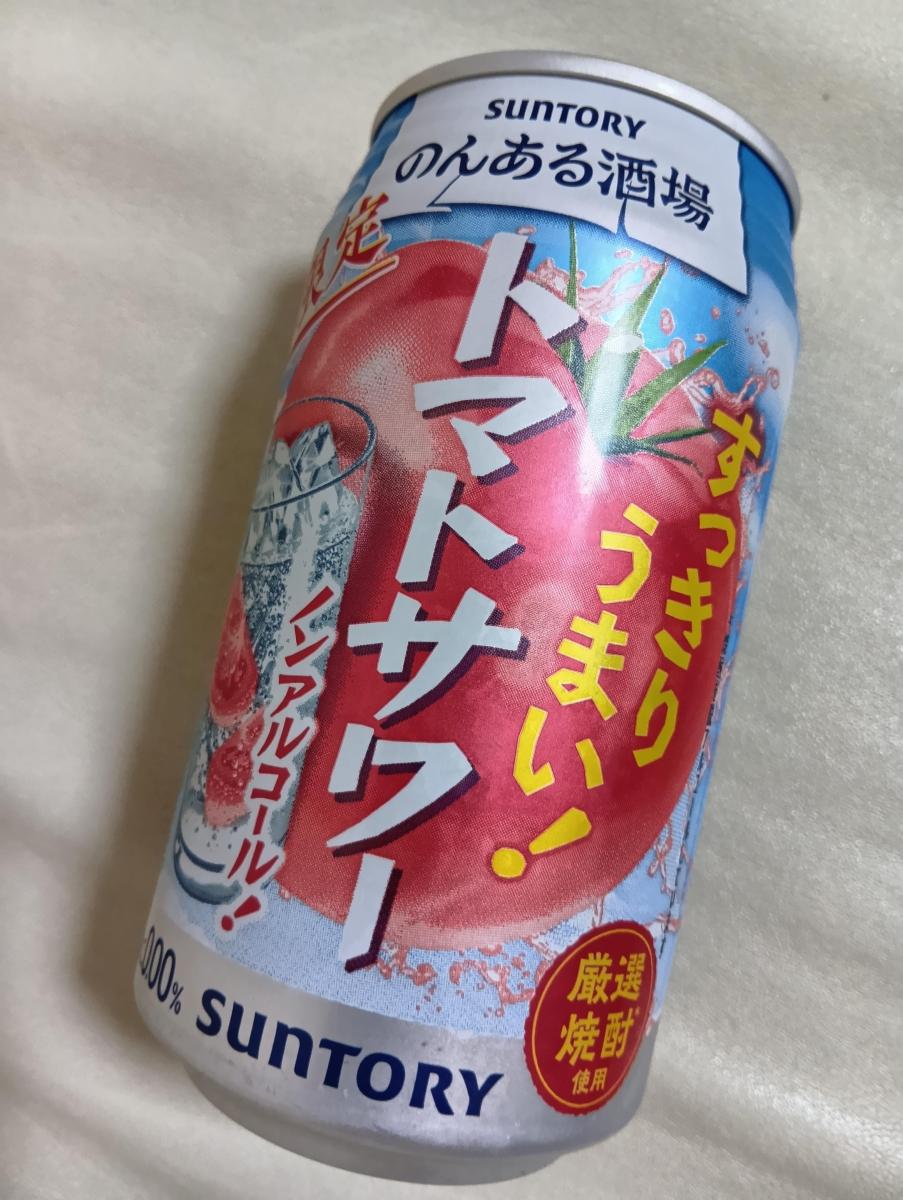 SUNTORY
のんある酒場
限定
トマトサワー
すっきり
うまい!
ノンアルコール!
0.00%
SUNTORY
厳選
焼酎*
使用